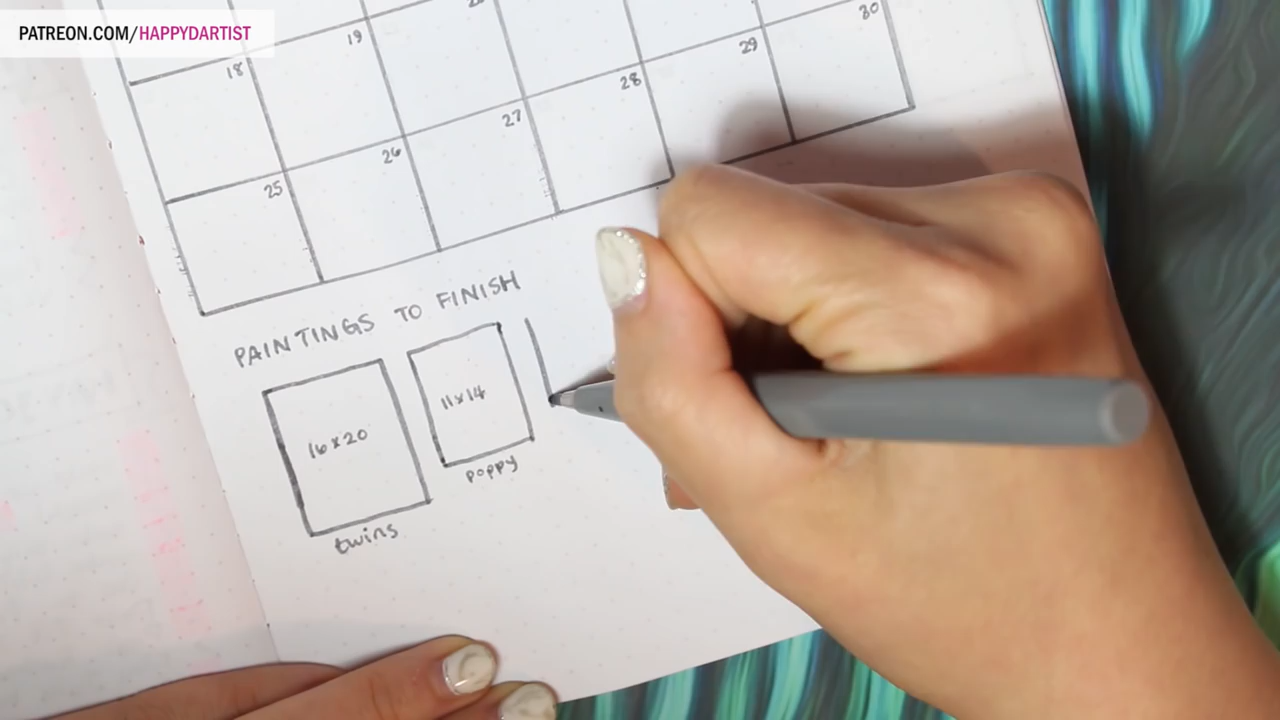 PATREON.COM/HAPPYDARTIST
30
19
29
18
28
27
26
25
PAINTINGS TO FINISH
11x14
16x20
poppy
twins